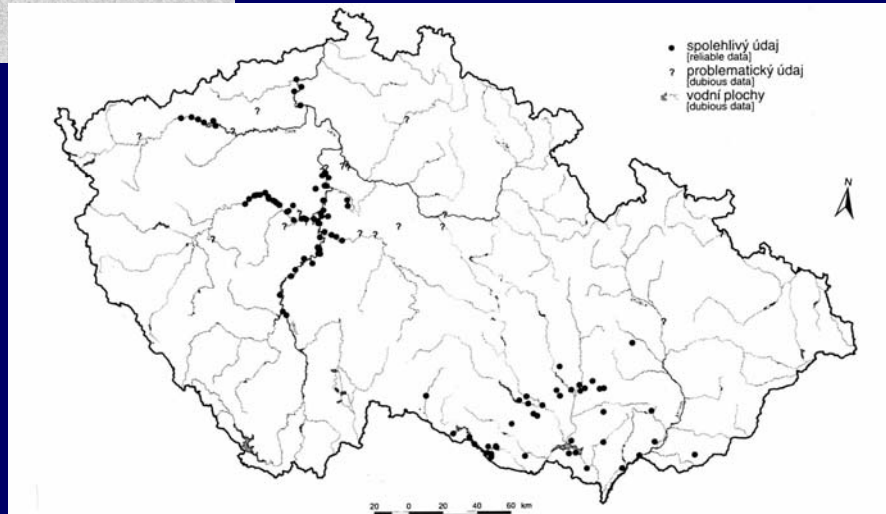 spolehlivý údaj
[reliable data]
? problematický údaj
[dubious data]
vodní plochy
[dubious data]
N
? ? ? ? ? ? ? ? ? ? ? ? ? ?
20 0 20 40 60 km